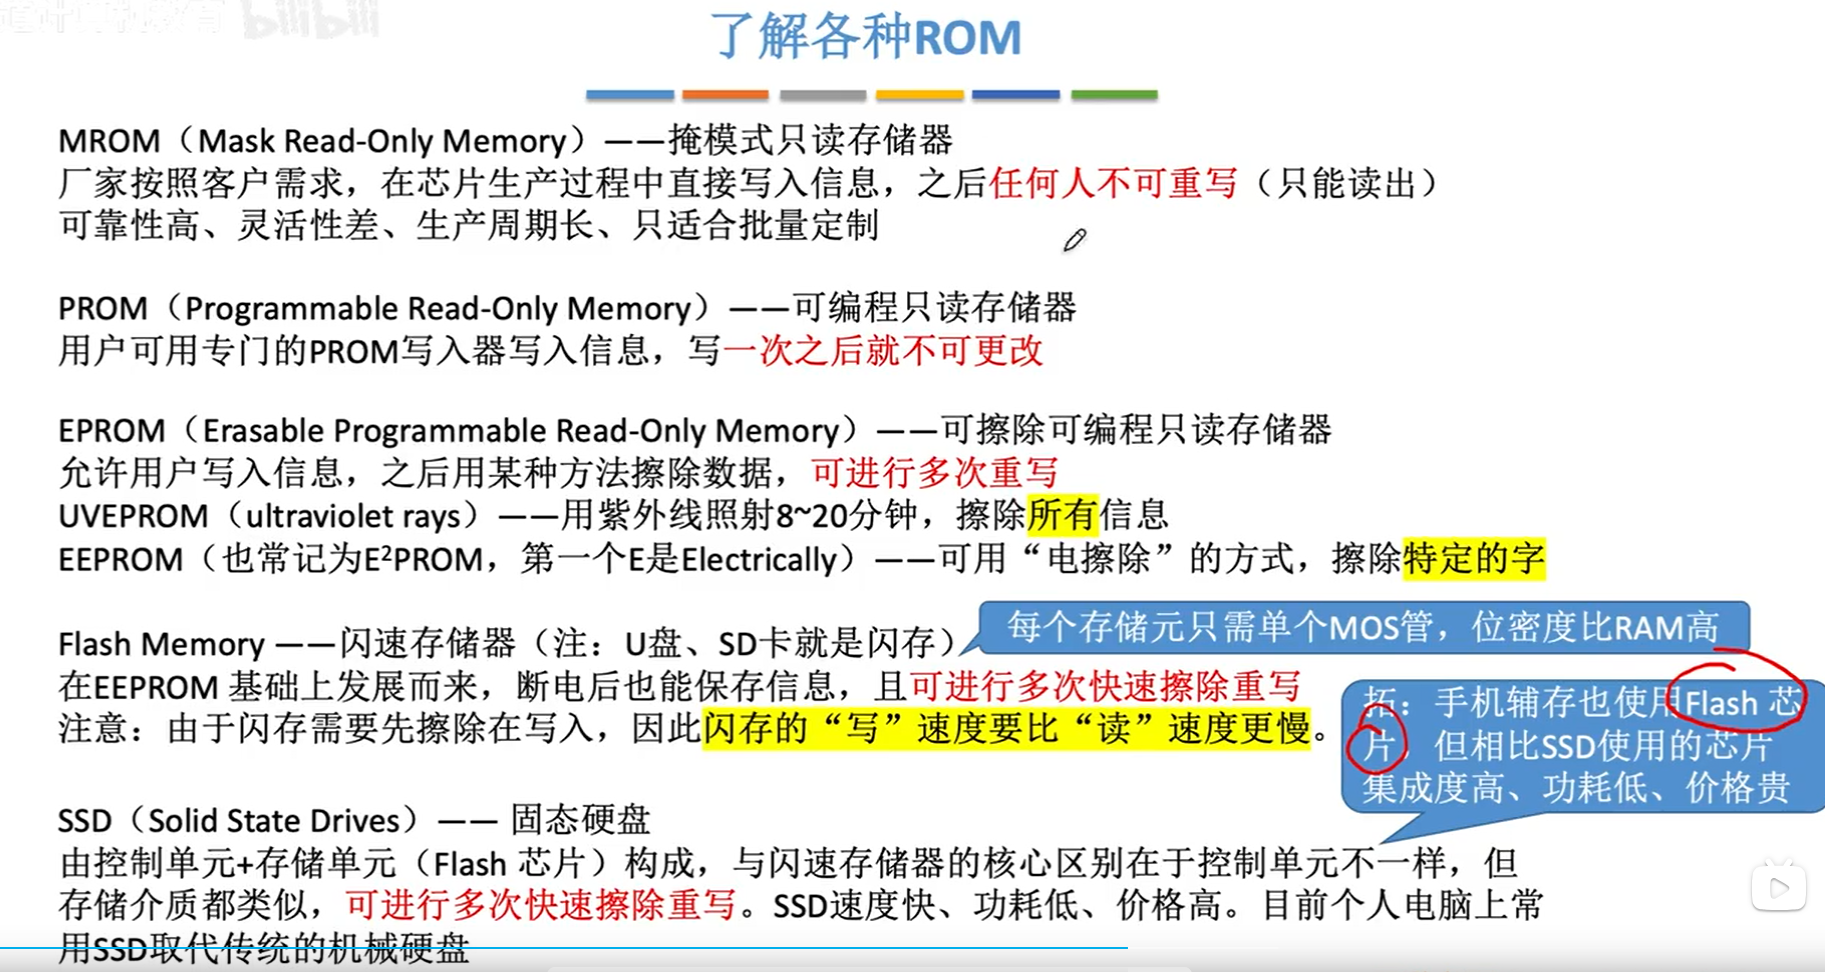 道计算机教育 bilibili
了解各种ROM
MROM（Mask Read-Only Memory）——掩模式只读存储器
厂家按照客户需求，在芯片生产过程中直接写入信息，之后任何人不可重写（只能读出）
可靠性高、灵活性差、生产周期长、只适合批量定制
PROM（Programmable Read-Only Memory）——可编程只读存储器
用户可用专门的PROM写入器写入信息，写一次之后就不可更改
EPROM（Erasable Programmable Read-Only Memory）——可擦除可编程只读存储器
允许用户写入信息，之后用某种方法擦除数据，可进行多次重写
UVEPROM（ultraviolet rays）——用紫外线照射8~20分钟，擦除所有信息
EEPROM（也常记为E²PROM，第一个E是Electrically）——可用“电擦除”的方式，擦除特定的字
Flash Memory ——闪速存储器（注：U盘、SD卡就是闪存）
每个存储元只需单个MOS管，位密度比RAM高
在EEPROM 基础上发展而来，断电后也能保存信息，且可进行多次快速擦除重写
注意：由于闪存需要先擦除在写入，因此闪存的“写”速度要比“读”速度更慢。
拓：手机辅存也使用Flash 芯
片，但相比SSD使用的芯片
集成度高、功耗低、价格贵
SSD（Solid State Drives）—— 固态硬盘
由控制单元+存储单元（Flash 芯片）构成，与闪速存储器的核心区别在于控制单元不一样，但
存储介质都类似，可进行多次快速擦除重写。SSD速度快、功耗低、价格高。目前个人电脑上常
用SSD取代传统的机械硬盘